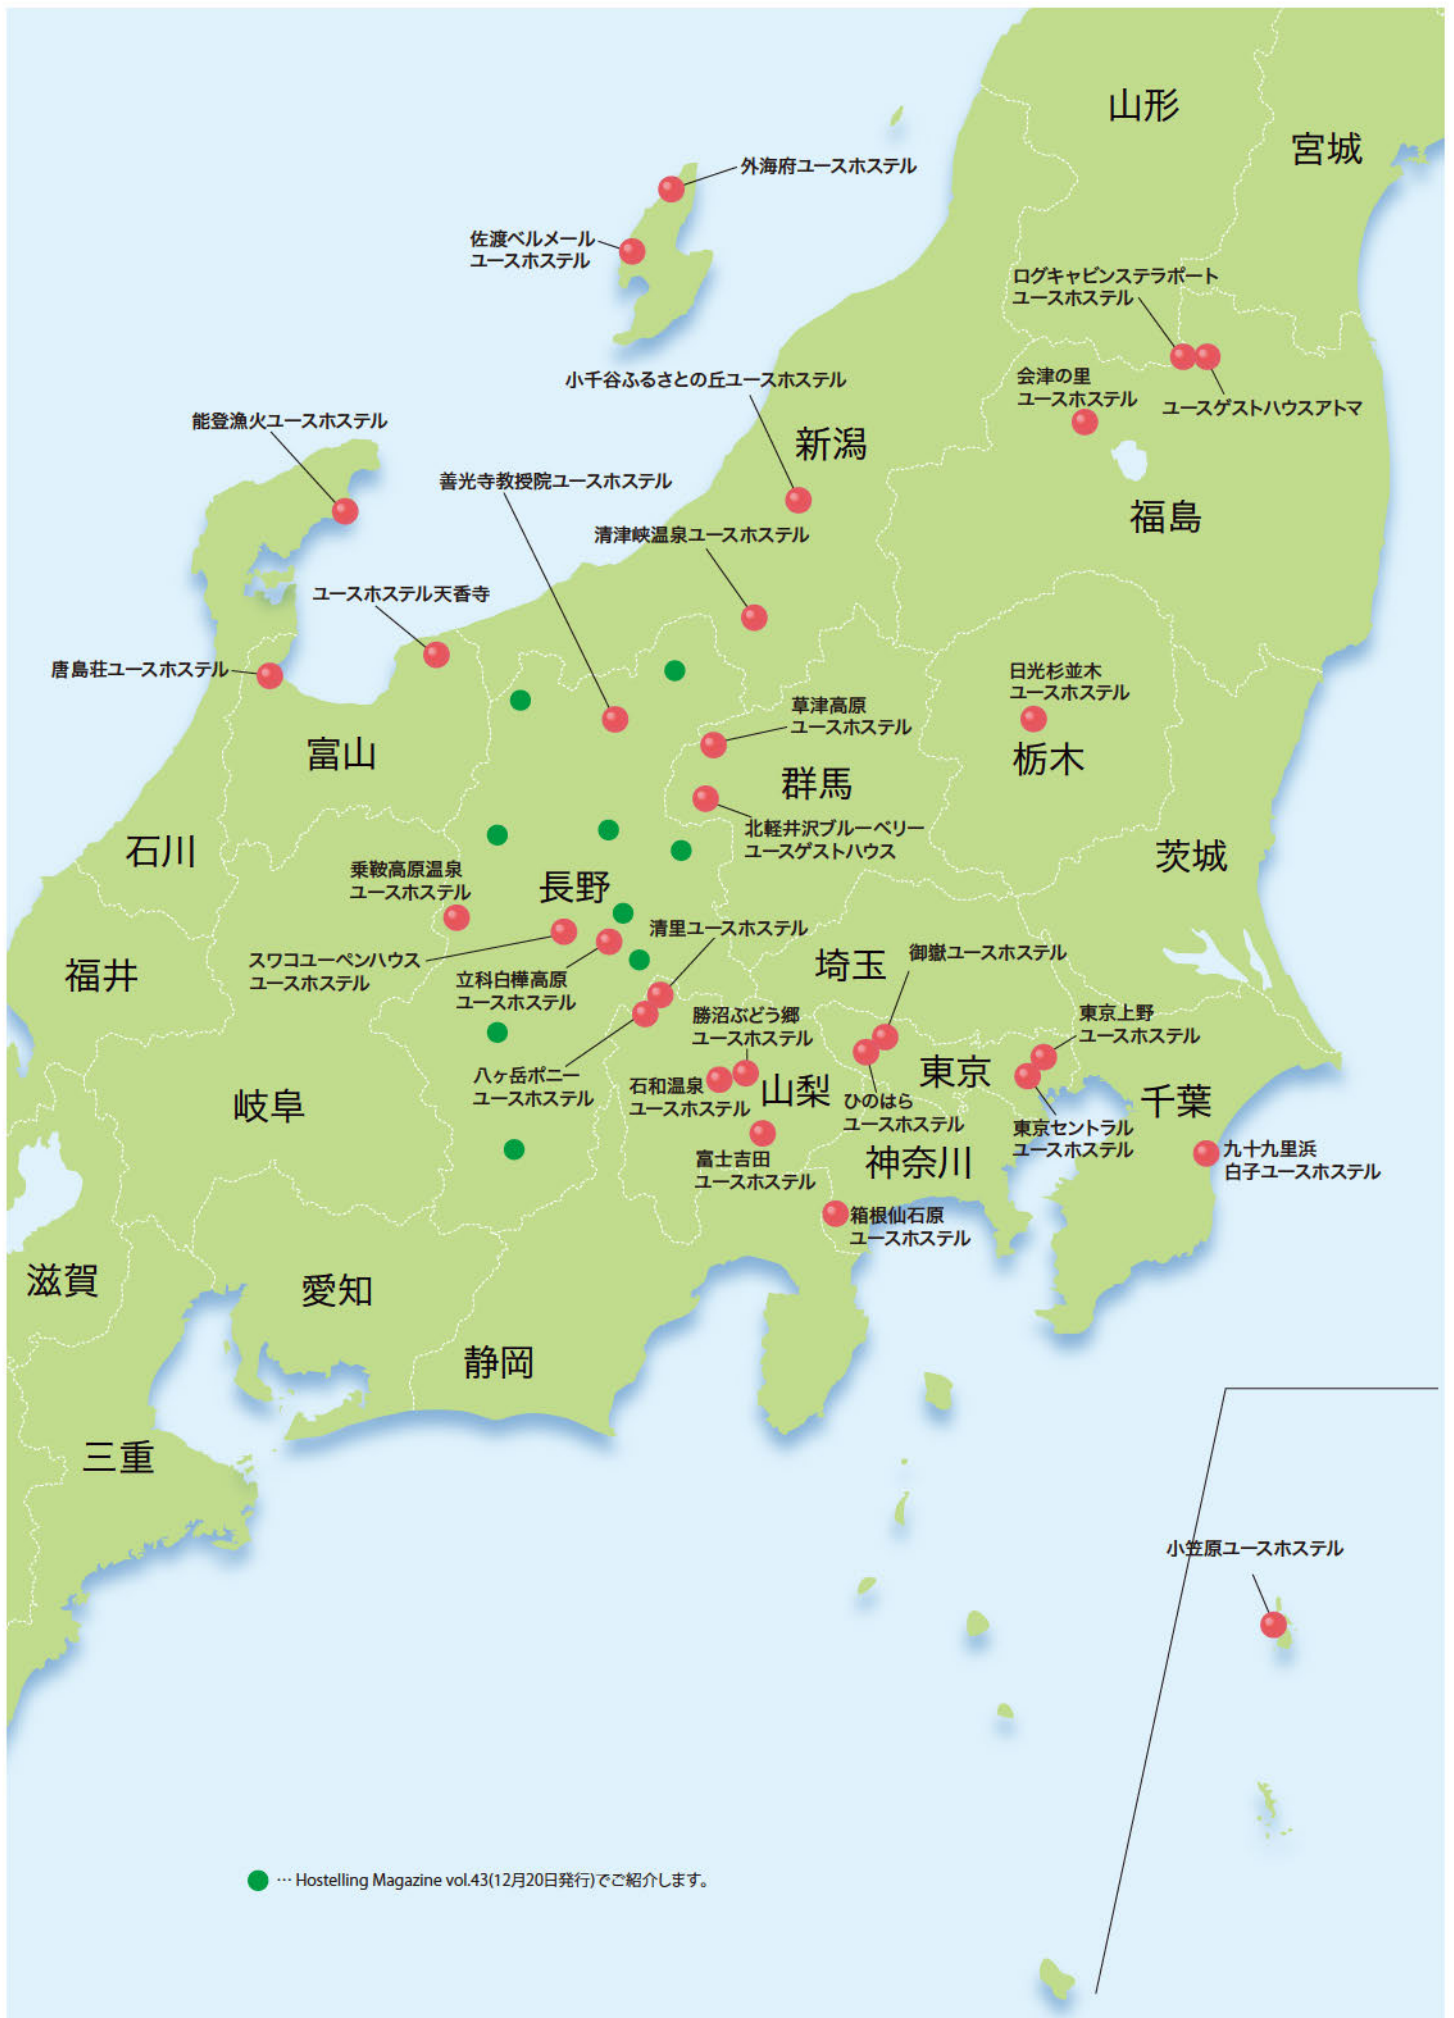 山形
宮城
外海府ユースホステル
佐渡ベルメール
ユースホステル
ログキャビンステラポート
ユースホステル
小千谷ふるさとの丘ユースホステル
会津の里
ユースホステル
ユースゲストハウスアトマ
能登漁火ユースホステル
新潟
善光寺教授院ユースホステル
福島
清津峡温泉ユースホステル
ユースホステル天香寺
唐島荘ユースホステル
日光杉並木
ユースホステル
草津高原
ユースホステル
富山
群馬
栃木
北軽井沢ブルーベリー
ユースゲストハウス
石川
茨城
乗鞍高原温泉
ユースホステル
長野
清里ユースホステル
スワコユーペンハウス
ユースホステル
福井
立科白樺高原
ユースホステル
埼玉
御嶽ユースホステル
勝沼ぶどう郷
ユースホステル
東京上野
ユースホステル
八ヶ岳ポニー
ユースホステル
石和温泉
ユースホステル
山梨
東京
ひのはら
ユースホステル
岐阜
千葉
東京セントラル
ユースホステル
富士吉田
ユースホステル
神奈川
九十九里浜
白子ユースホステル
箱根仙石原
ユースホステル
滋賀
愛知
静岡
三重
小笠原ユースホステル
… Hostelling Magazine vol.43(12月20日発行)でご紹介します。